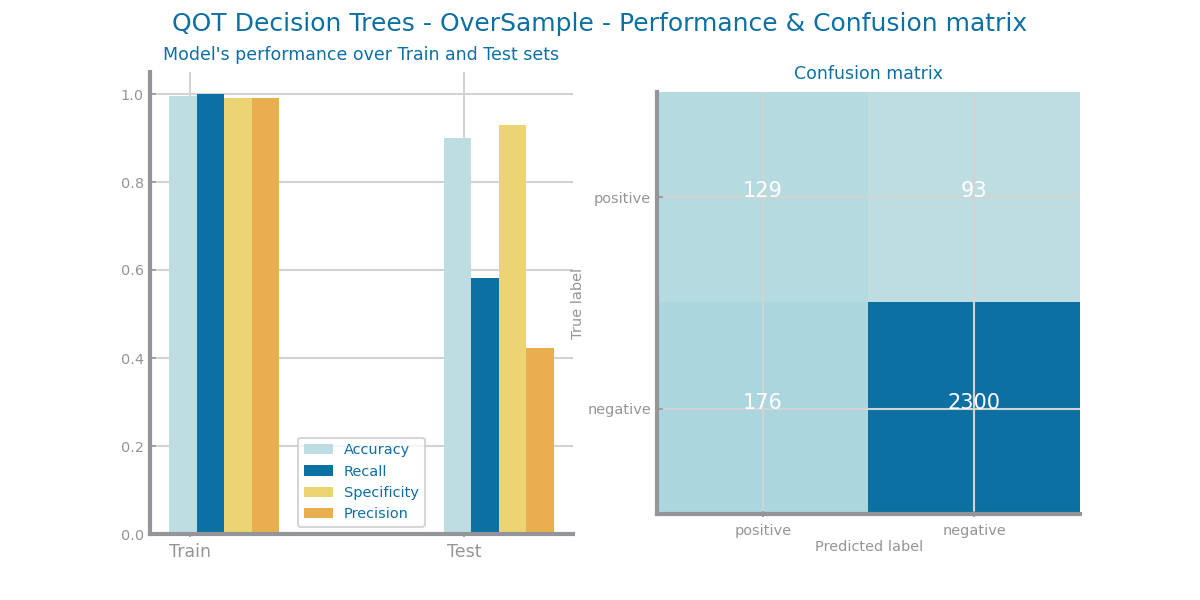 QOT Decision Trees - OverSample - Performance & Confusion matrix
Model's performance over Train and Test sets
1.0
0.8
0.6
0.4
0.2
0.0
Train
Test
Accuracy
Recall
Specificity
Precision
Confusion matrix
True label
positive
negative
129
93
176
2300
positive
negative
Predicted label